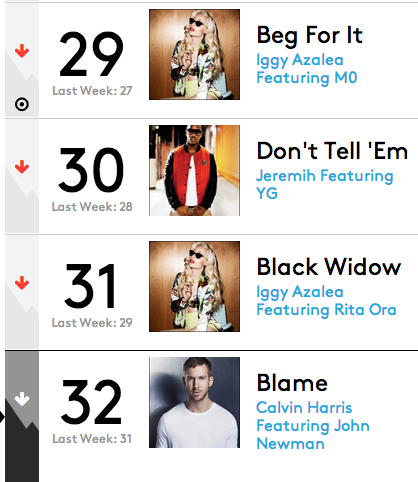 29
Last Week: 27
Beg For It
Iggy Azalea
Featuring M0
30
Last Week: 28
Don't Tell 'Em
Jeremih Featuring
YG
31
Last Week: 29
Black Widow
Iggy Azalea
Featuring Rita Ora
32
Last Week: 31
Blame
Calvin Harris
Featuring John
Newman